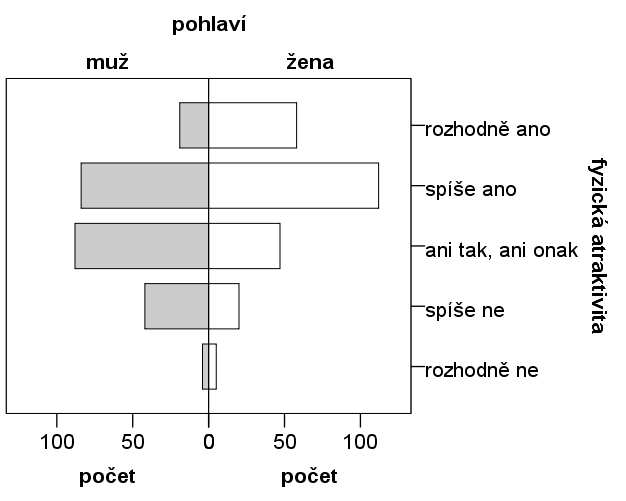 pohlaví
muž žena
rozhodně ano
spíše ano
ani tak, ani onak
spíše ne
rozhodně ne
fyzická atraktivita
100 50 0 50 100
počet počet